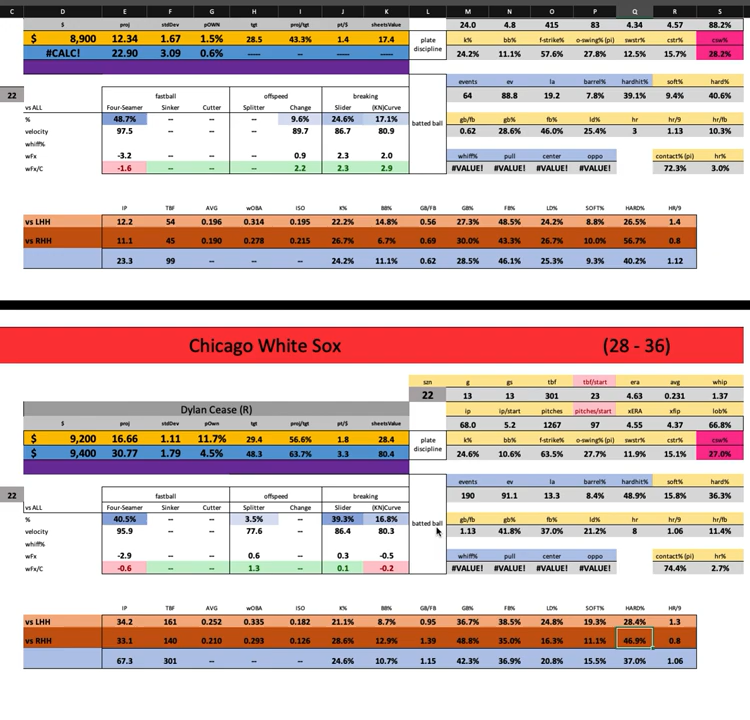 C D E F G H I J K L M N O P Q R S
$ proj stdDev pOWN tgt proj/tgt pt/$ sheetsValue 24.0 4.8 415 83 4.34 4.57 88.2%
$ 8,900 12.34 1.67 1.5% 28.5 43.3% 1.4 17.4 plate discipline k% bb% f-strike% o-swing% (pi) swstr% cstr% csw%
#CALC! 22.90 3.09 0.6% ---- -- ---- ---- 24.2% 11.1% 57.6% 27.8% 12.5% 15.7% 28.2%
events ev la barrel% hardhit% soft% hard%
22 fastball offspeed breaking 64 88.8 19.2 7.8% 39.1% 9.4% 40.6%
vs ALL Four-Seamer Sinker Cutter Splitter Change Slider (KN)Curve batted ball
% 48.7% -- -- -- 9.6% 24.6% 17.1% gb/fb gb% fb% ld% hr hr/9 hr/fb
velocity 97.5 -- -- -- 89.7 86.7 80.9 0.62 28.6% 46.0% 25.4% 3 1.13 10.3%
whiff%
wFx -3.2 -- -- -- 0.9 2.3 2.0 whiff% pull center oppo contact% (pi) hr%
wFx/C -1.6 -- -- -- 2.2 2.3 2.9 #VALUE! #VALUE! #VALUE! #VALUE! 72.3% 3.0%
IP TBF AVG wOBA ISO K% BB% GB/FB GB% FB% LD% SOFT% HARD% HR/9
vs LHH 12.2 54 0.196 0.314 0.195 22.2% 14.8% 0.56 27.3% 48.5% 24.2% 8.8% 26.5% 1.4
vs RHH 11.1 45 0.190 0.278 0.215 26.7% 6.7% 0.69 30.0% 43.3% 26.7% 10.0% 56.7% 0.8
23.3 99 -- -- -- 24.2% 11.1% 0.62 28.5% 46.1% 25.3% 9.3% 40.2% 1.12
Chicago White Sox (28 - 36)
szn g gs tbf tbf/start era avg whip
22 13 13 301 23 4.63 0.231 1.37
Dylan Cease (R) ip ip/start pitches pitches/start xERA xfip lob%
$ proj stdDev pOwn tgt proj/tgt pt/$ sheetsValue 68.0 5.2 1267 97 4.55 4.37 66.8%
$ 9,200 16.66 1.11 11.7% 29.4 56.6% 1.8 28.4 plate discipline k% bb% f-strike% o-swing% (pi) swstr% cstr% csw%
$ 9,400 30.77 1.79 4.5% 48.3 63.7% 3.3 80.4 24.6% 10.6% 63.5% 27.7% 11.9% 15.1% 27.0%
events ev la barrel% hardhit% soft% hard%
22 fastball offspeed breaking 190 91.1 13.3 8.4% 48.9% 15.8% 36.3%
vs ALL Four-Seamer Sinker Cutter Splitter Change Slider (KN)Curve batted ball
% 40.5% -- -- 3.5% -- 39.3% 16.8% gb/fb gb% fb% ld% hr hr/9 hr/fb
velocity 95.9 -- -- 77.6 -- 86.4 80.3 1.13 41.8% 37.0% 21.2% 8 1.06 11.4%
whiff%
wFx -2.9 -- -- 0.6 -- 0.3 -0.5 whiff% pull center oppo contact% (pi) hr%
wFx/C -0.6 -- -- 1.3 -- 0.1 -0.2 #VALUE! #VALUE! #VALUE! #VALUE! 74.4% 2.7%
IP TBF AVG wOBA ISO K% BB% GB/FB GB% FB% LD% SOFT% HARD% HR/9
vs LHH 34.2 161 0.252 0.335 0.182 21.1% 8.7% 0.95 36.7% 38.5% 24.8% 19.3% 28.4% 1.3
vs RHH 33.1 140 0.210 0.293 0.126 28.6% 12.9% 1.39 48.8% 35.0% 16.3% 11.1% 46.9% 0.8
67.3 301 -- -- -- 24.6% 10.7% 1.15 42.3% 36.9% 20.8% 15.5% 37.0% 1.06